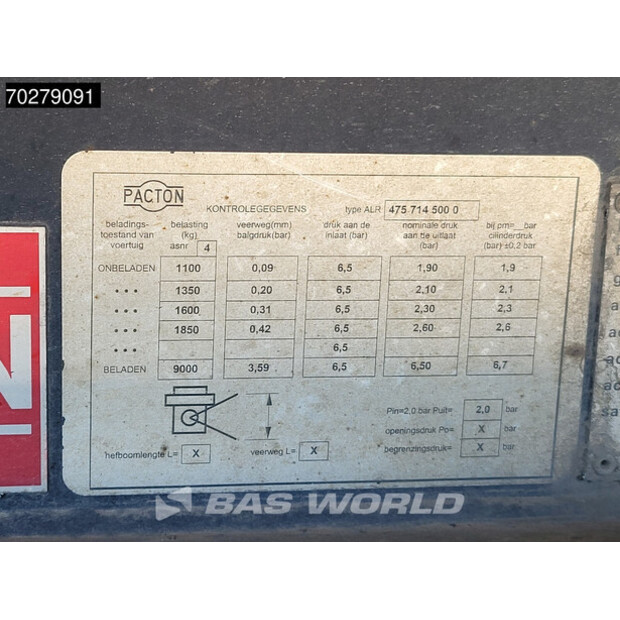 70279091
PACTON
KONTROLEGEGEVENS type ALR 475 714 500 0
beladings-
toestand van
voertuig
belasting
(kg)
asnr 4
veerweg(mm)
balgdruk(bar)
druk aan de
inlaat (bar)
nominale druk
aan de uitlaat
(bar)
bij pm=__bar
cilinderdruk
(bar) ±0,2 bar
ONBELADEN 1100 0,09 6,5 1,90 1,9
••• 1350 0,20 6,5 2,10 2,1
••• 1600 0,31 6,5 2,30 2,3
••• 1850 0,42 6,5 2,60 2,6
••• 6,5
BELADEN 9000 3,59 6,5 6,50 6,7
Pin=2,0 bar Puit= 2,0 bar
openingsdruk Po= X bar
begrenzingsdruk= X bar
hefboomlengte L= X veerweg L= X
N
BAS WORLD